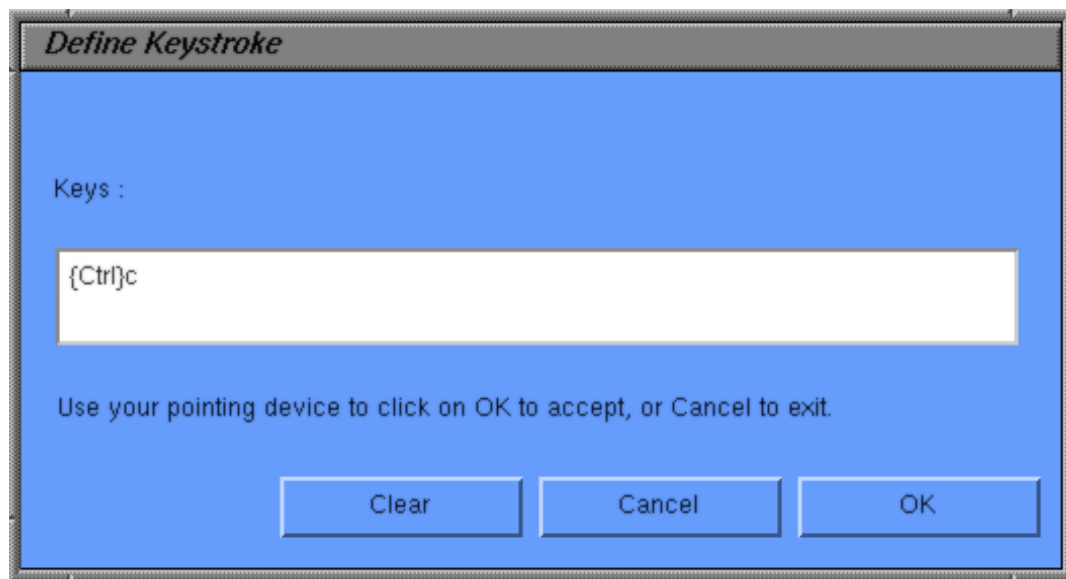 Define Keystroke
Keys :
{Ctrl}c
Use your pointing device to click on OK to accept, or Cancel to exit.
Clear Cancel OK